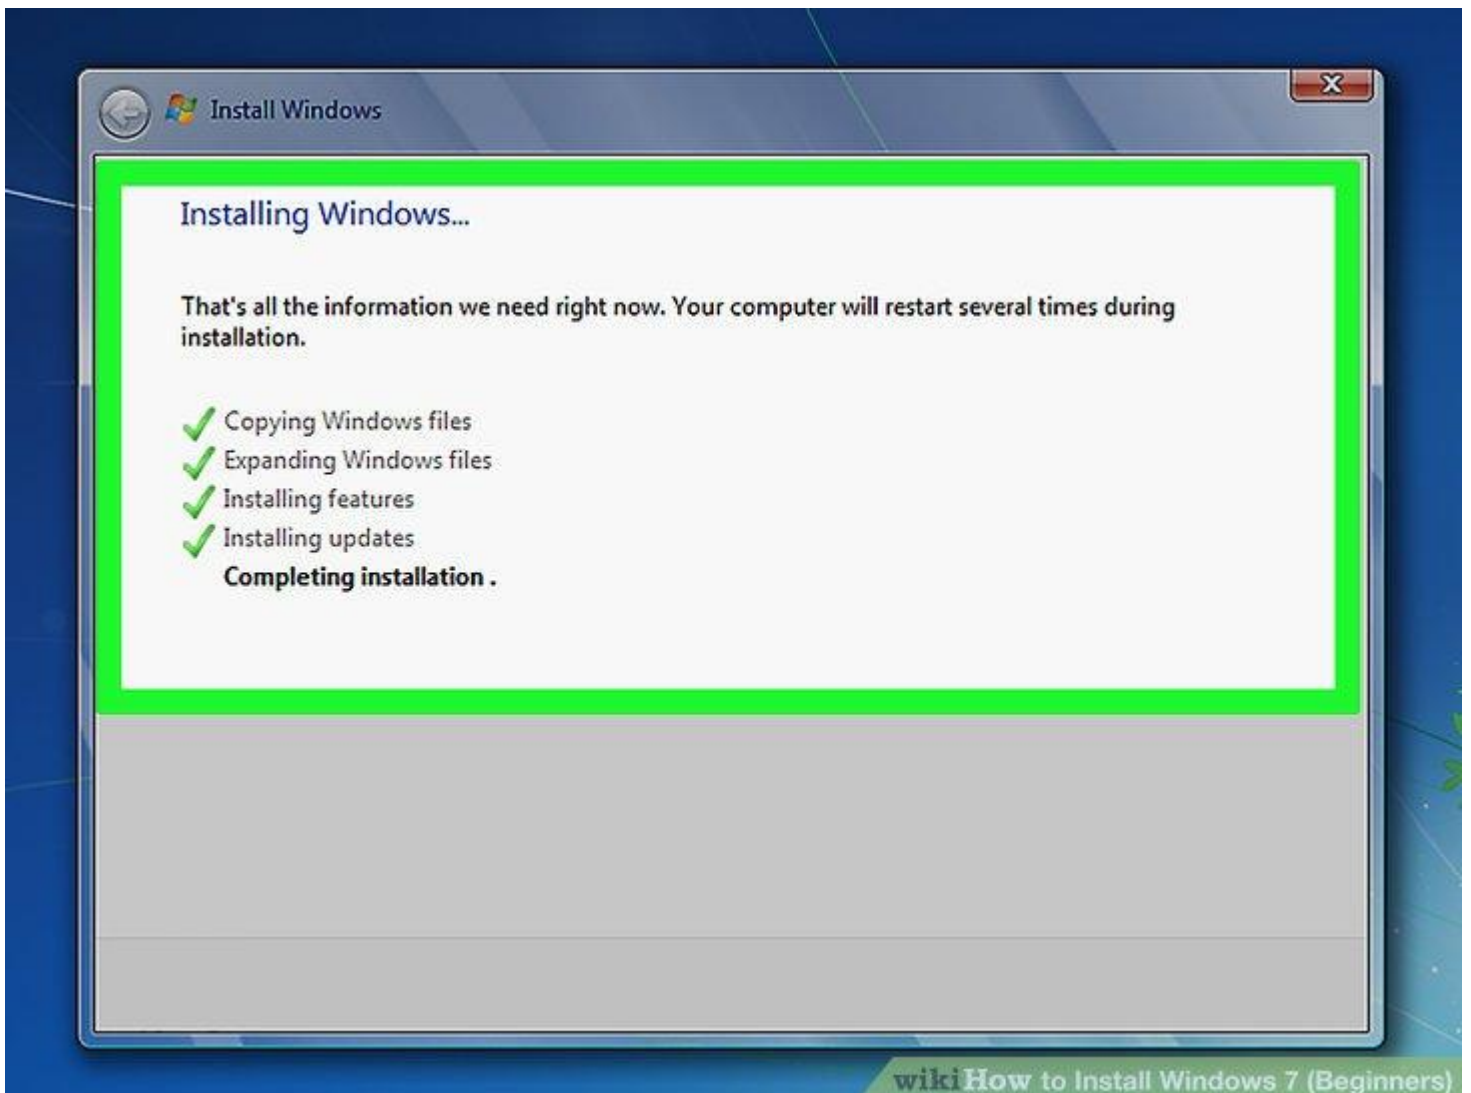 Install Windows
Installing Windows...
That's all the information we need right now. Your computer will restart several times during
installation.
Copying Windows files
Expanding Windows files
Installing features
Installing updates
Completing installation .
wikiHow to Install Windows 7 (Beginners)